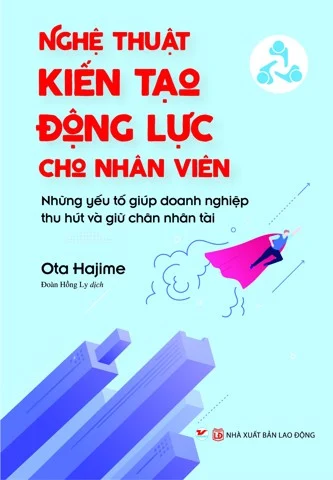 NGHỆ THUẬT
KIẾN TẠO
ĐỘNG LỰC
CHO NHÂN VIÊN
Những yếu tố giúp doanh nghiệp
thu hút và giữ chân nhân tài
Ota Hajime
Đoàn Hồng Ly dịch
LĐ NHÀ XUẤT BẢN LAO ĐỘNG